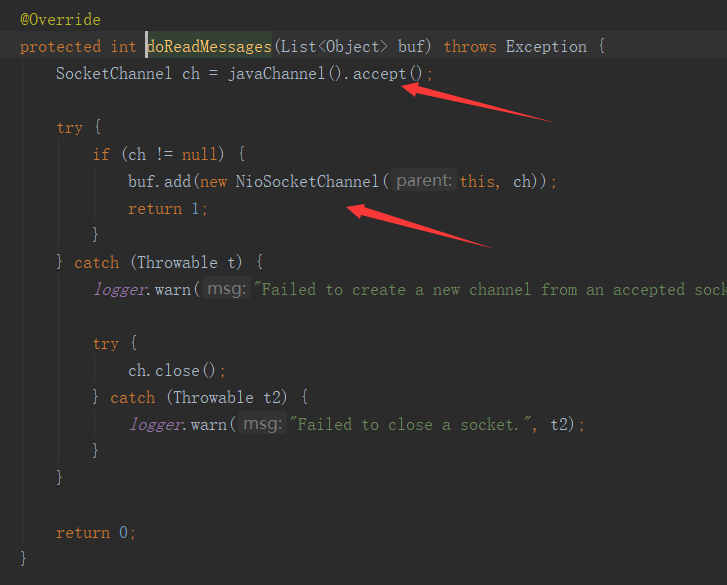 @Override
protected int doReadMessages(List<Object> buf) throws Exception {
SocketChannel ch = javaChannel().accept();
try {
if (ch != null) {
buf.add(new NioSocketChannel( parent: this, ch));
return 1;
}
} catch (Throwable t) {
logger.warn( msg: "Failed to create a new channel from an accepted sock
try {
ch.close();
} catch (Throwable t2) {
logger.warn( msg: "Failed to close a socket.", t2);
}
}
return 0;
}